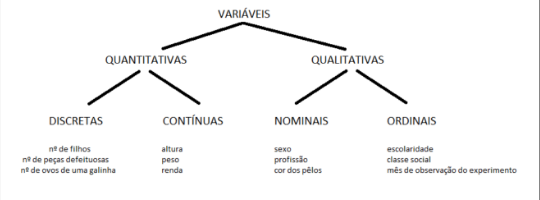 VARIÁVEIS
QUANTITATIVAS
QUALITATIVAS
DISCRETAS
CONTÍNUAS
NOMINAIS
ORDINAIS
nº de filhos
nº de peças defeituosas
nº de ovos de uma galinha
altura
peso
renda
sexo
profissão
cor dos pêlos
escolaridade
classe social
mês de observação do experimento